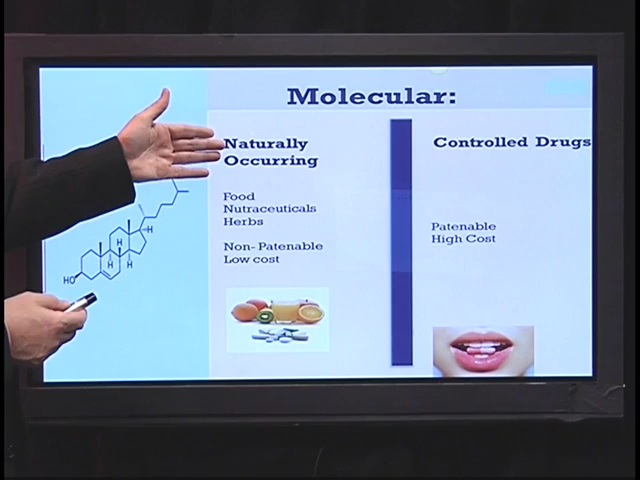 Molecular:
Naturally
Occurring
Food
Nutraceuticals
Herbs
Non- Patenable
Low cost
Controlled Drugs
Patenable
High Cost
HO
H
H
H
H